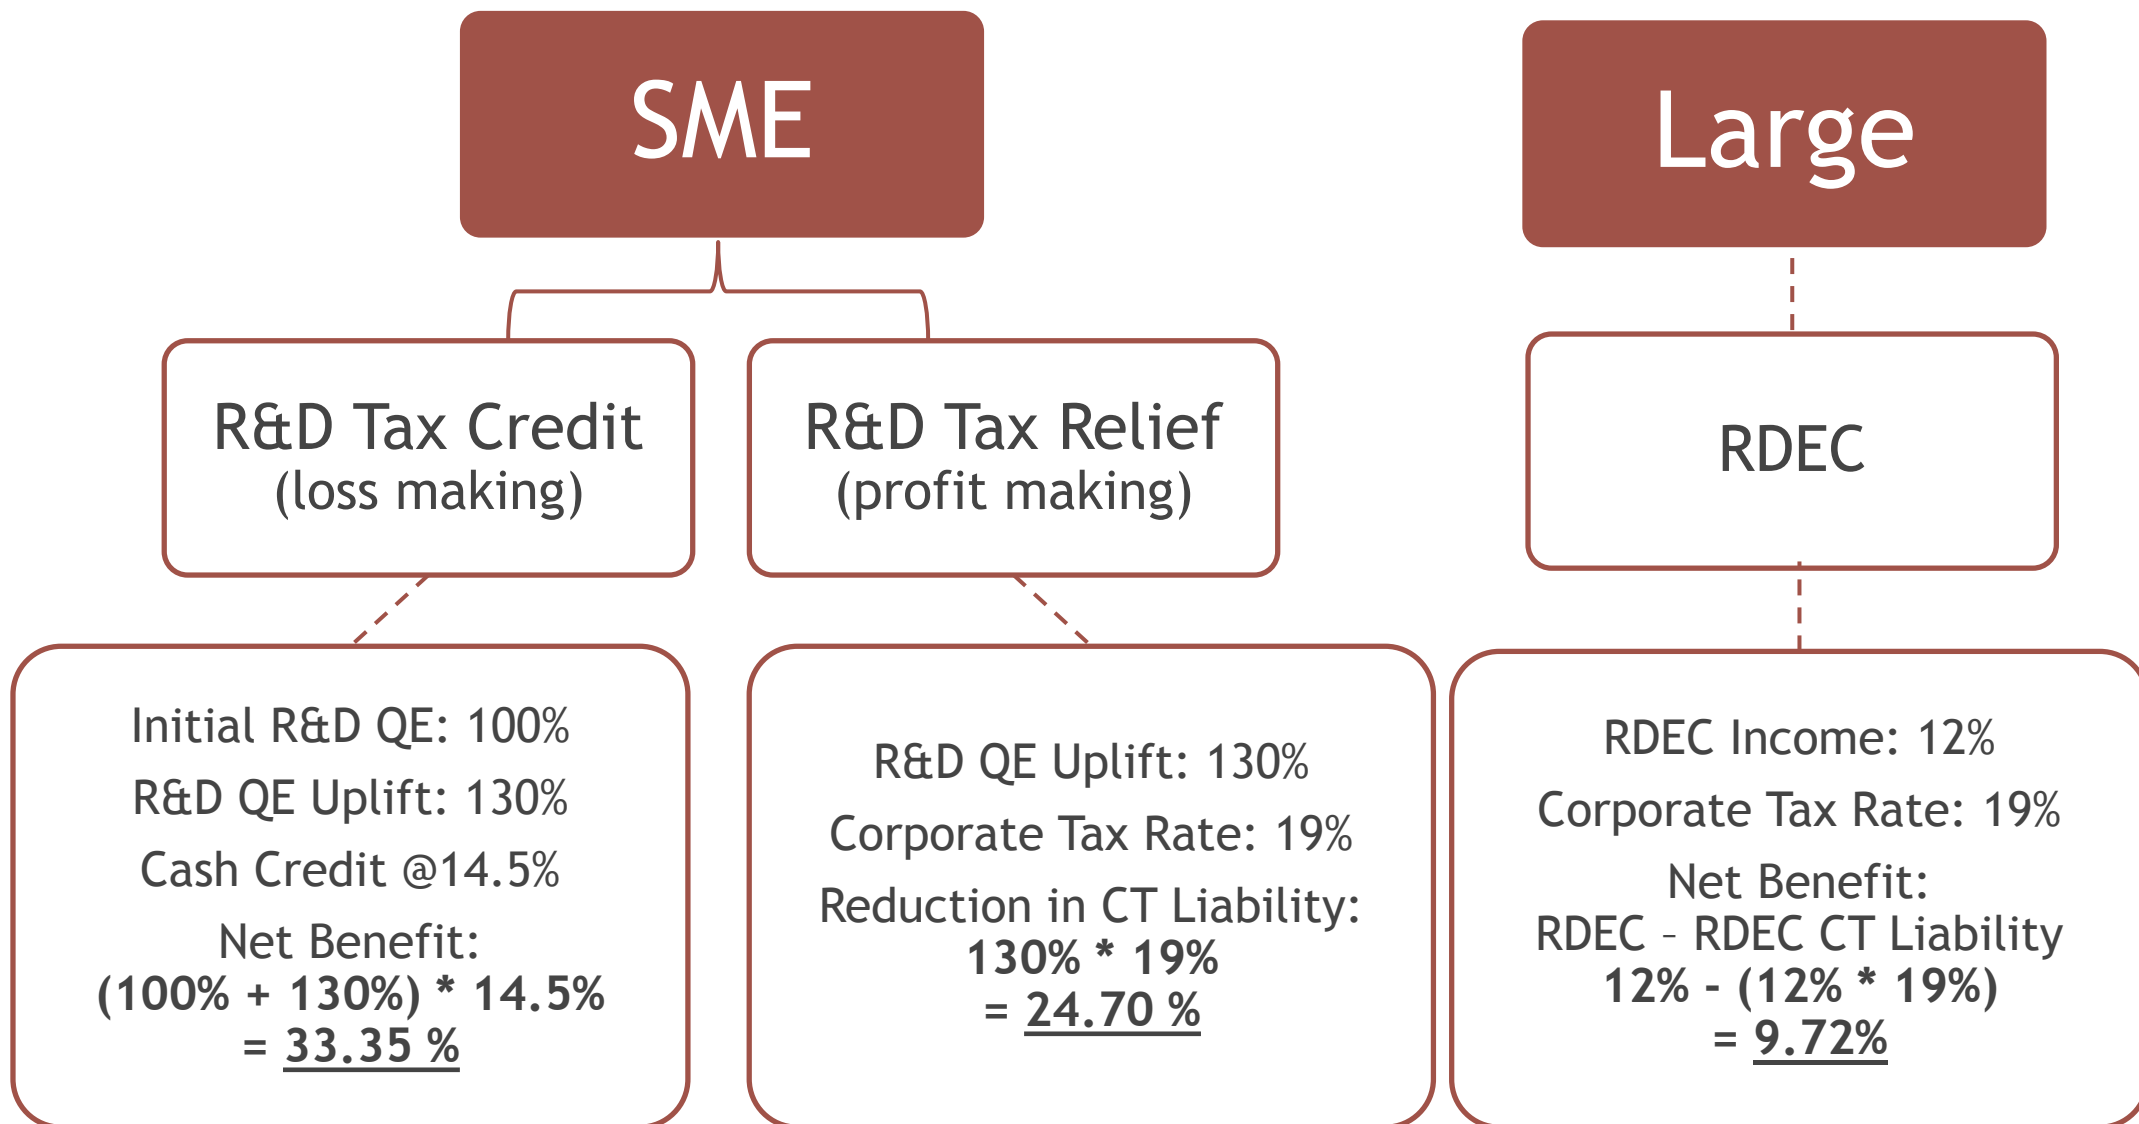 SME
Large
R&D Tax Credit
(loss making)
R&D Tax Relief
(profit making)
RDEC
Initial R&D QE: 100%
R&D QE Uplift: 130%
Cash Credit @14.5%
Net Benefit:
(100% + 130%) * 14.5%
= 33.35 %
R&D QE Uplift: 130%
Corporate Tax Rate: 19%
Reduction in CT Liability:
130% * 19%
= 24.70 %
RDEC Income: 12%
Corporate Tax Rate: 19%
Net Benefit:
RDEC – RDEC CT Liability
12% - (12% * 19%)
= 9.72%